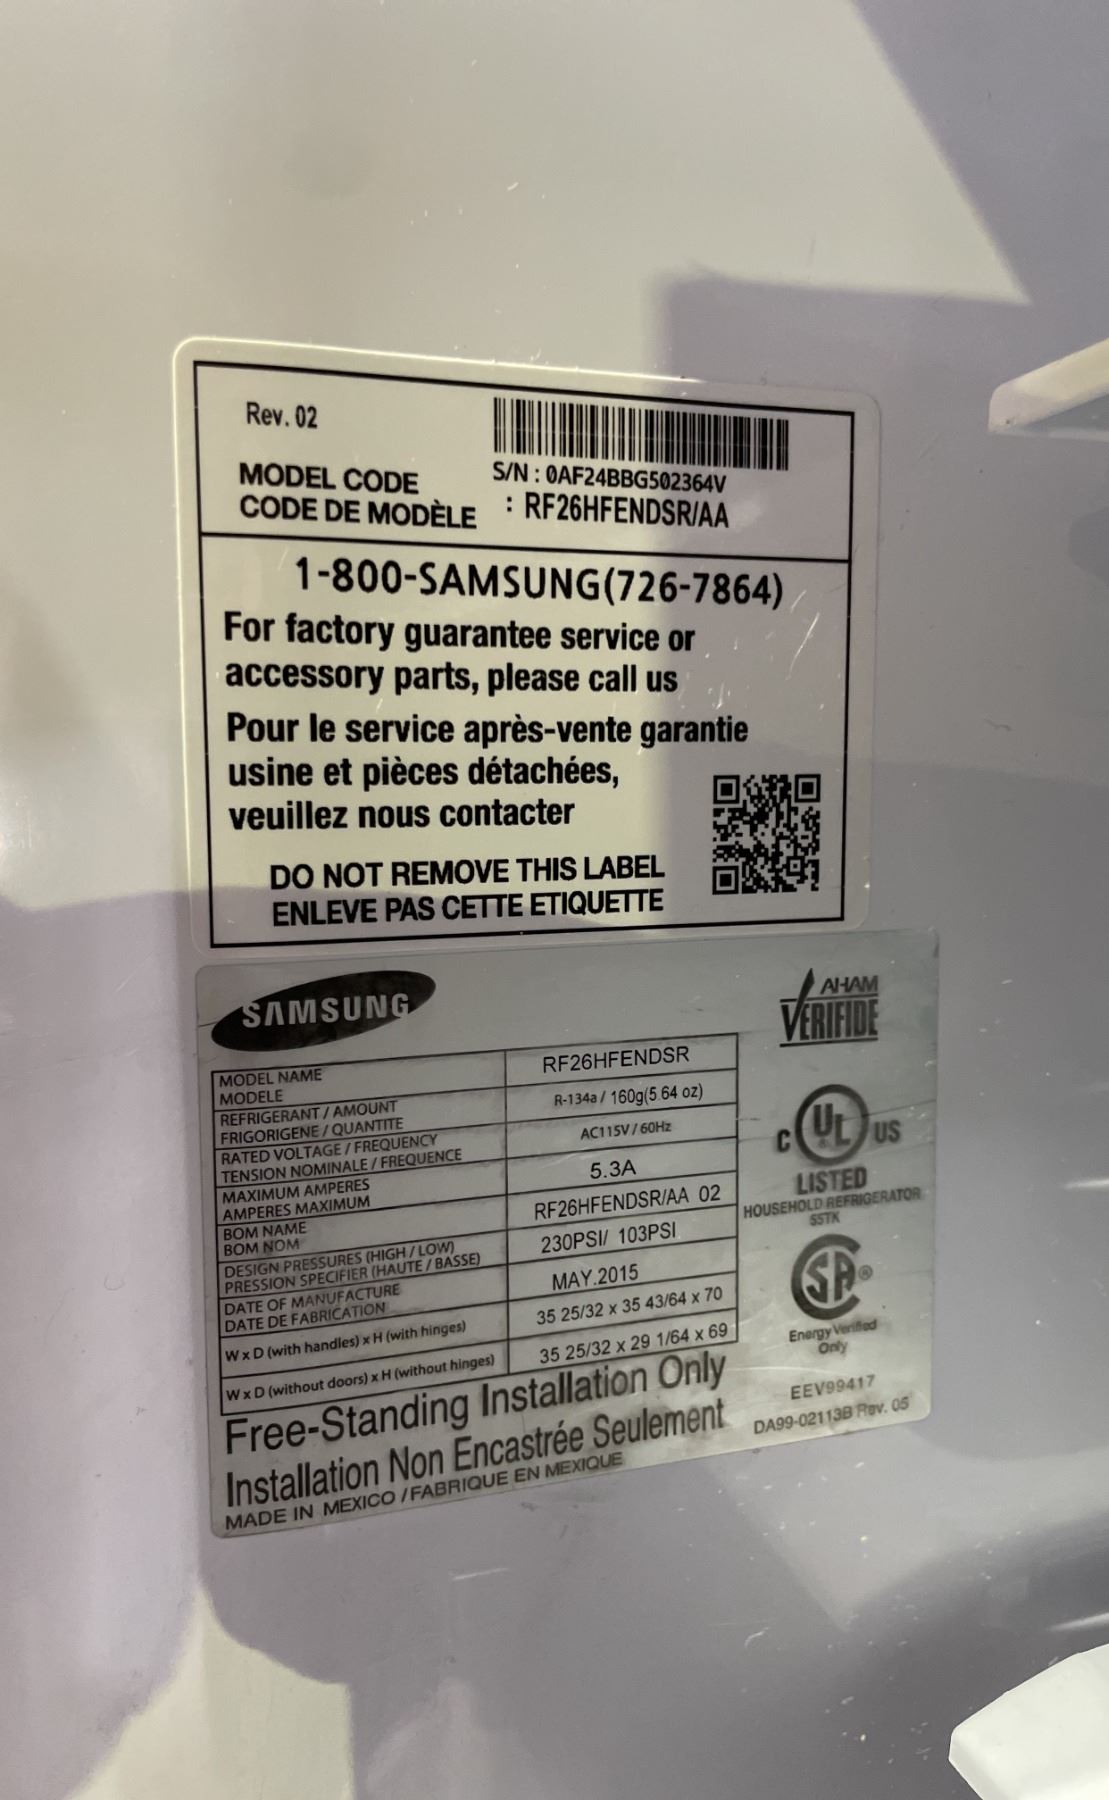 Rev. 02
S/N : 0AF24BBG502364V
MODEL CODE
CODE DE MODÈLE : RF26HFENDSR/AA
1-800-SAMSUNG(726-7864)
For factory guarantee service or
accessory parts, please call us
Pour le service après-vente garantie
usine et pièces détachées,
veuillez nous contacter
DO NOT REMOVE THIS LABEL
ENLEVE PAS CETTE ETIQUETTE
SAMSUNG
AHAM
VERIFIDE
MODEL NAME
MODELE
RF26HFENDSR
REFRIGERANT / AMOUNT
FRIGORIGENE / QUANTITE
R-134a / 160g(5.64 oz)
RATED VOLTAGE / FREQUENCY
TENSION NOMINALE / FREQUENCE
AC115V / 60Hz
MAXIMUM AMPERES
AMPERES MAXIMUM
5.3A
BOM NAME
BOM NOM
RF26HFENDSR/AA 02
DESIGN PRESSURES (HIGH / LOW)
PRESSION SPECIFIER (HAUTE / BASSE)
230PSI/ 103PSI
DATE OF MANUFACTURE
DATE DE FABRICATION
MAY.2015
W x D (with handles) x H (with hinges)
35 25/32 x 35 43/64 x 70
W x D (without doors) x H (without hinges)
35 25/32 x 29 1/64 x 69
C UL ® US
LISTED
HOUSEHOLD REFRIGERATOR
55TK
SA ®
Energy Verified
Only
EEV99417
DA99-02113B Rev. 05
Free-Standing Installation Only
Installation Non Encastrée Seulement
MADE IN MEXICO / FABRIQUE EN MEXIQUE